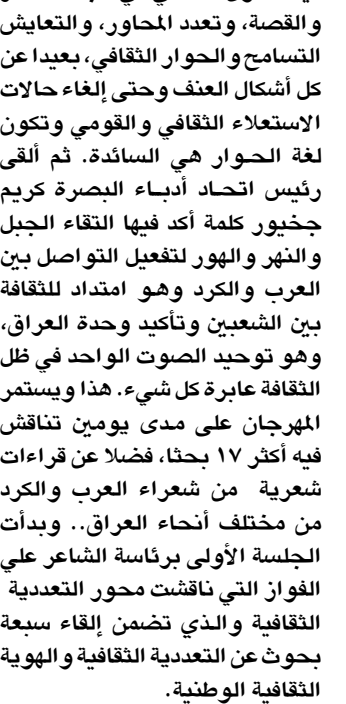 والقصة، وتعدد المحاور، والتعايش
التسامح والحوار الثقافي، بعيدا عن
كل أشكال العنف وحتى إلغاء حالات
الاستعلاء الثقافي والقومي وتكون
لغة الحوار هي السائدة. ثم ألقى
رئيس اتحاد أدباء البصرة كريم
جخيور كلمة أكد فيها التقاء الجبل
والنهر والهور لتفعيل التواصل بين
العرب والكرد وهو امتداد للثقافة
بين الشعبين وتأكيد وحدة العراق،
وهو توحيد الصوت الواحد في ظل
الثقافة عابرة كل شيء. هذا ويستمر
المهرجان على مدى يومين تناقش
فيه أكثر ١٧ بحثا، فضلا عن قراءات
شعرية من شعراء العرب والكرد
من مختلف أنحاء العراق.. وبدأت
الجلسة الأولى برئاسة الشاعر علي
الفواز التي ناقشت محور التعددية
الثقافية والذي تضمن إلقاء سبعة
بحوث عن التعددية الثقافية والهوية
الثقافية الوطنية.